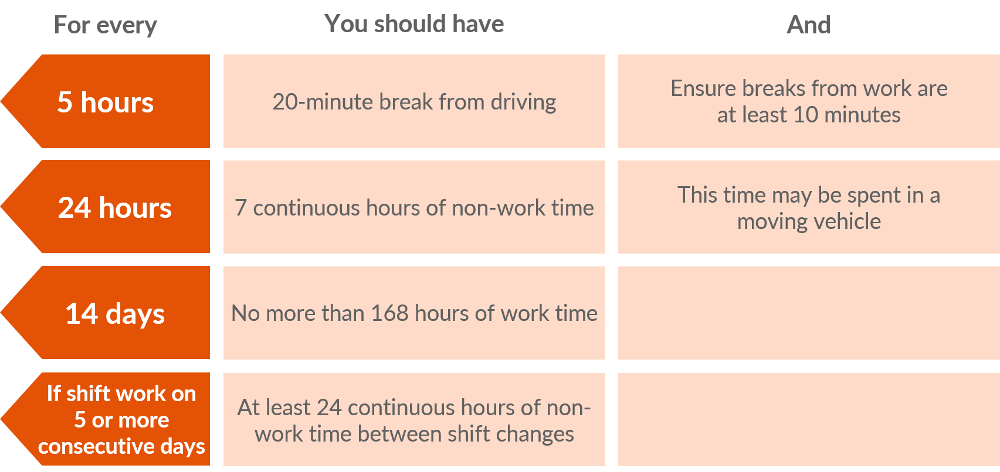 For every
You should have
And
5 hours
20-minute break from driving
Ensure breaks from work are
at least 10 minutes
24 hours
7 continuous hours of non-work time
This time may be spent in a
moving vehicle
14 days
No more than 168 hours of work time
If shift work on
5 or more
consecutive days
At least 24 continuous hours of non-
work time between shift changes